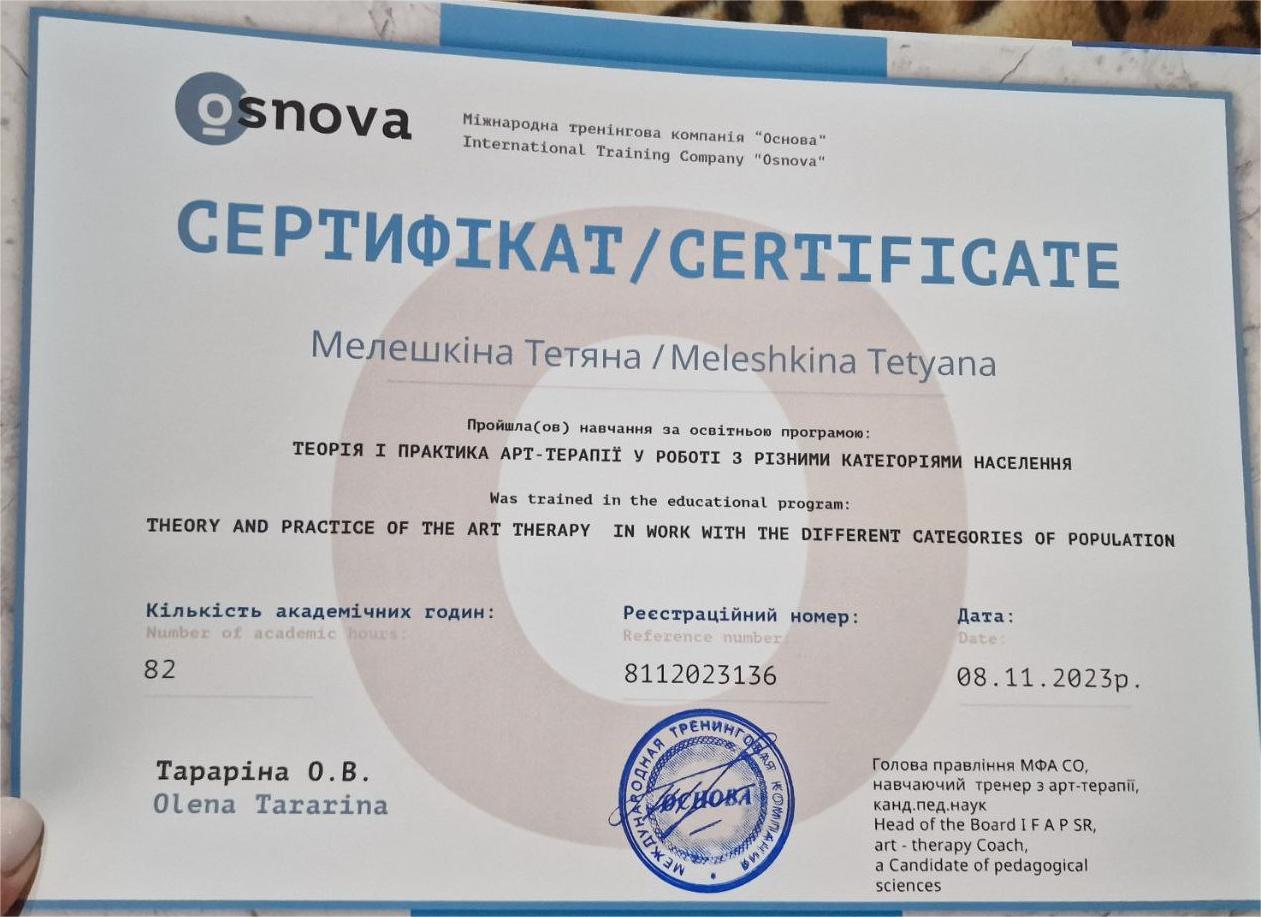 osnova
Міжнародна тренінгова компанія "Основа"
International Training Company "Osnova"
СЕРТИФІКАТ/CERTIFICATE
Мелешкіна Тетяна / Meleshkina Tetyana
Пройшла(ов) навчання за освітньою програмою:
ТЕОРІЯ І ПРАКТИКА АРТ-ТЕРАПІЇ У РОБОТІ З РІЗНИМИ КАТЕГОРІЯМИ НАСЕЛЕННЯ
Was trained in the educational program:
THEORY AND PRACTICE OF THE ART THERAPY IN WORK WITH THE DIFFERENT CATEGORIES OF POPULATION
Кількість академічних годин:
Number of academic hours:
82
Реєстраційний номер:
Reference number:
8112023136
Дата:
Date:
08.11.2023р.
Тараріна О.В.
Olena Tararina
МЕЖДУНАРОДНАЯ ТРЕНИНГОВАЯ КОМПАНИЯ
ОСНОВА
Голова правління МФА СО,
навчаючий тренер з арт-терапії,
канд.пед.наук
Head of the Board I F A P SR,
art - therapy Coach,
a Candidate of pedagogical
sciences